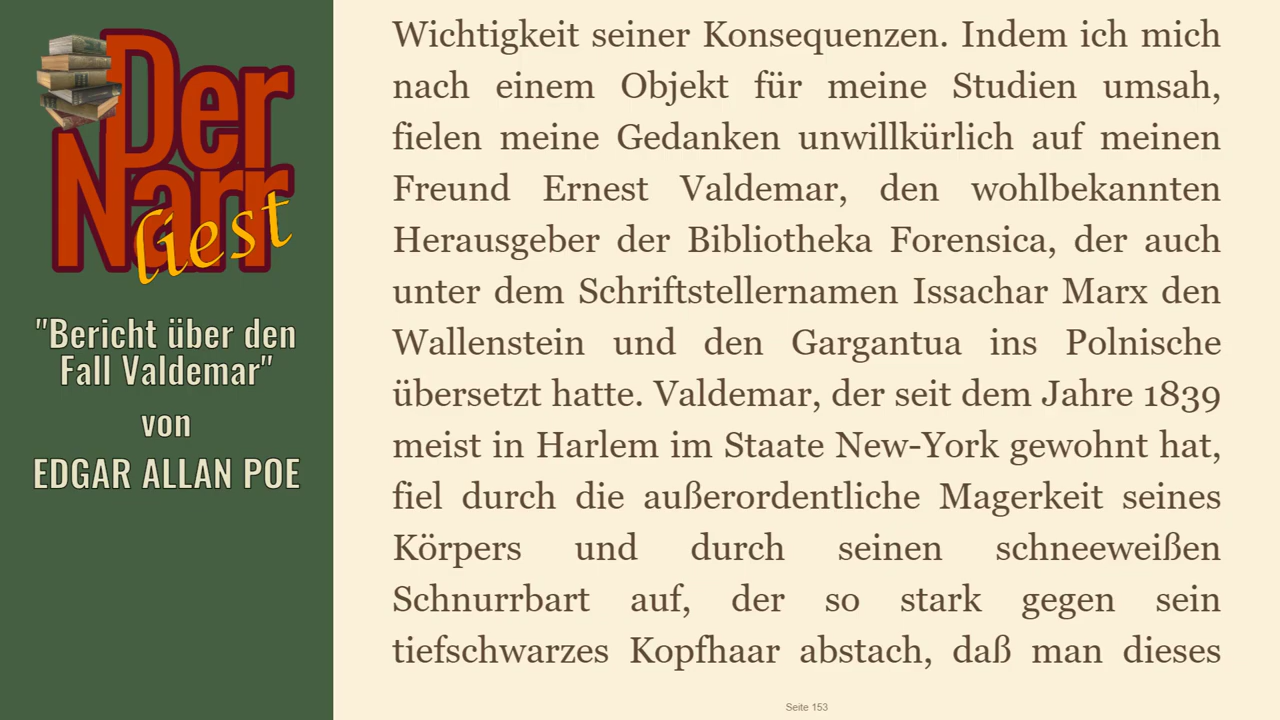 Der
Narr
liest
"Bericht über den
Fall Valdemar"
von
EDGAR ALLAN POE
Wichtigkeit seiner Konsequenzen. Indem ich mich
nach einem Objekt für meine Studien umsah,
fielen meine Gedanken unwillkürlich auf meinen
Freund Ernest Valdemar, den wohlbekannten
Herausgeber der Bibliotheka Forensica, der auch
unter dem Schriftstellernamen Issachar Marx den
Wallenstein und den Gargantua ins Polnische
übersetzt hatte. Valdemar, der seit dem Jahre 1839
meist in Harlem im Staate New-York gewohnt hat,
fiel durch die außerordentliche Magerkeit seines
Körpers und durch seinen schneeweißen
Schnurrbart auf, der so stark gegen sein
tiefschwarzes Kopfhaar abstach, daß man dieses
Seite 153